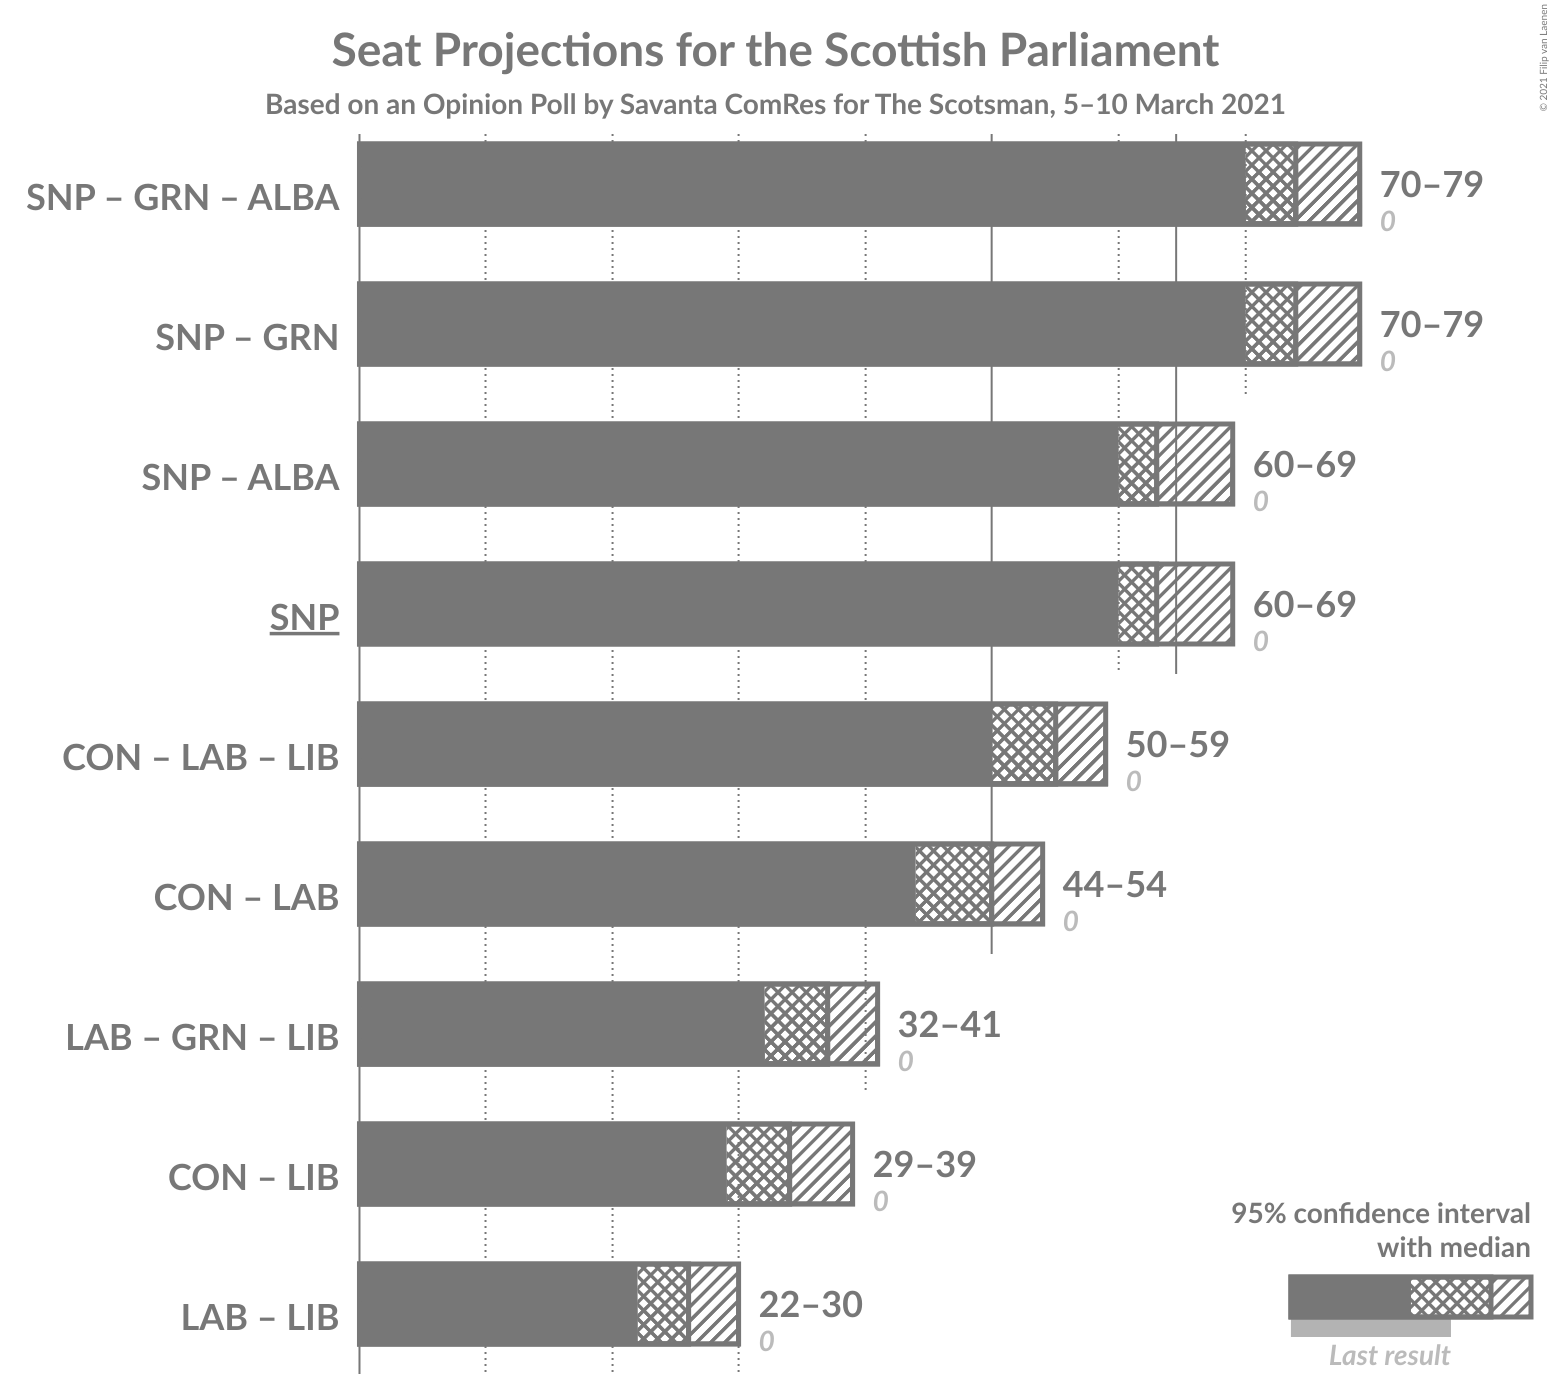 Seat Projections for the Scottish Parliament
Based on an Opinion Poll by Savanta ComRes for The Scotsman, 5–10 March 2021
© 2021 Filip van Laenen
SNP – GRN – ALBA
70–79
0
SNP – GRN
70–79
0
SNP – ALBA
60–69
0
SNP
60–69
0
CON – LAB – LIB
50–59
0
CON – LAB
44–54
0
LAB – GRN – LIB
32–41
0
CON – LIB
29–39
0
LAB – LIB
22–30
0
95% confidence interval
with median
Last result